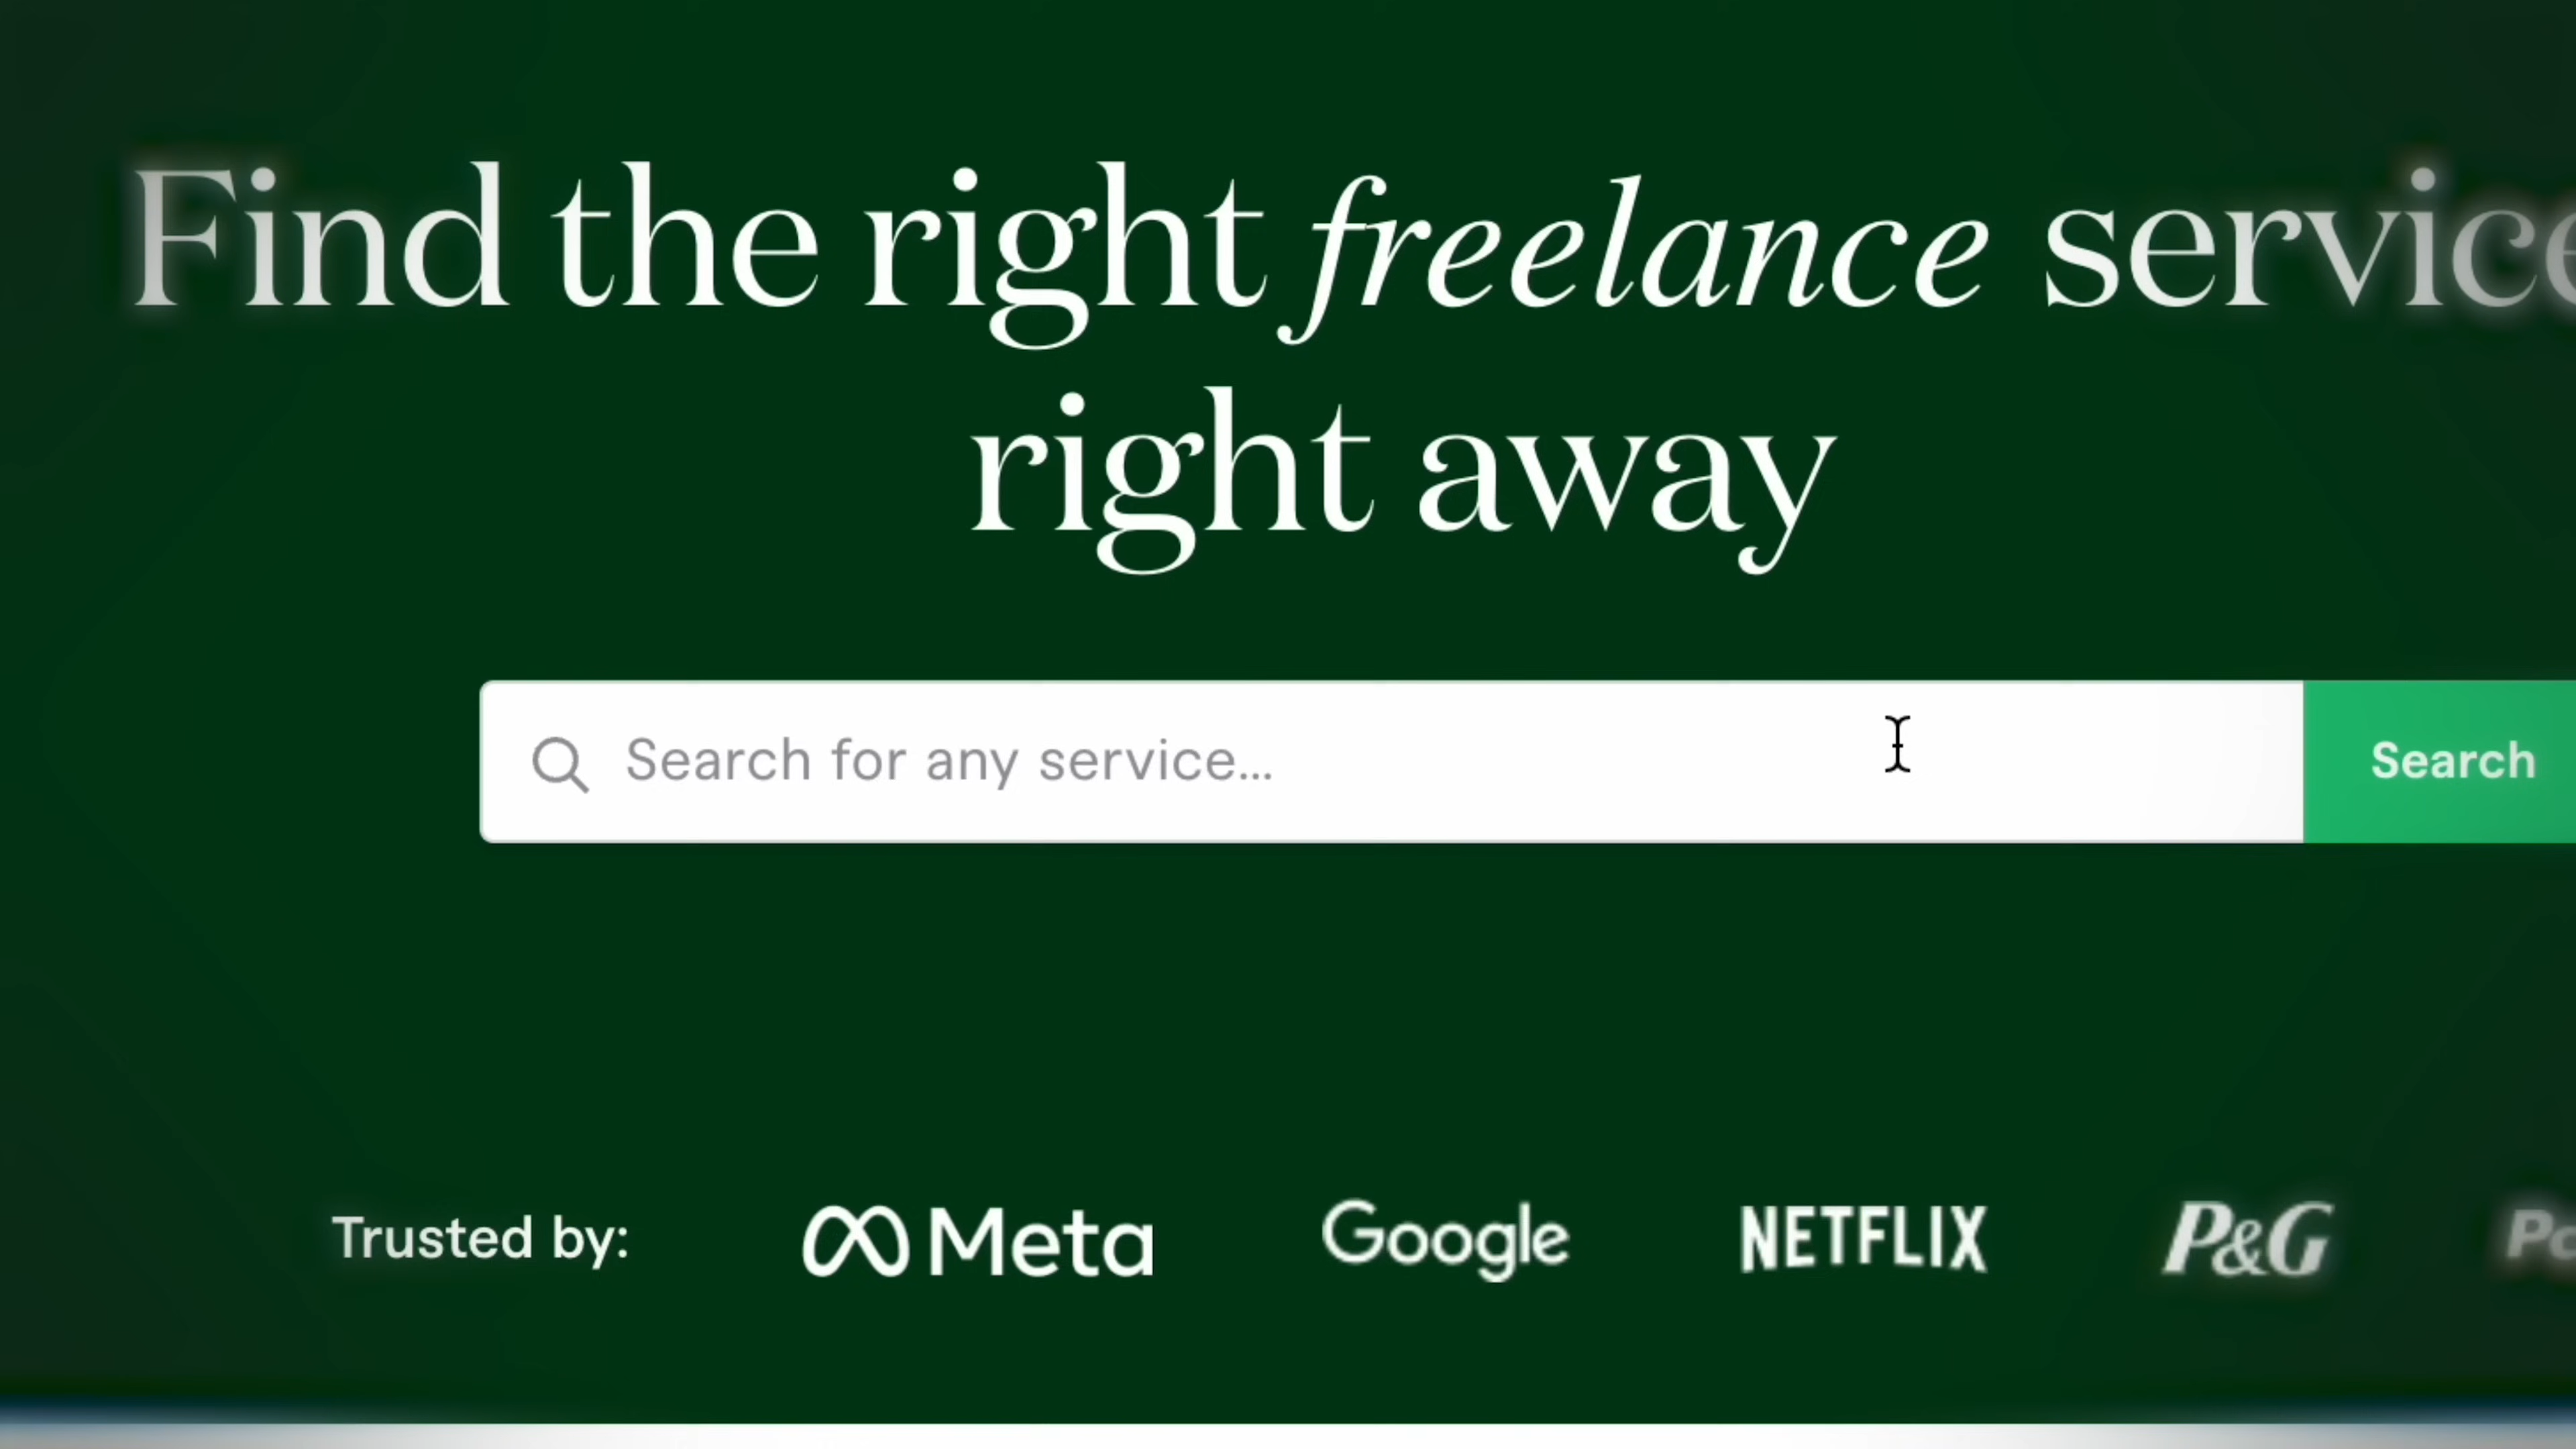 Find the right freelance service
right away
Search for any service...
Search
Trusted by:
Meta
Google
NETFLIX
P&G